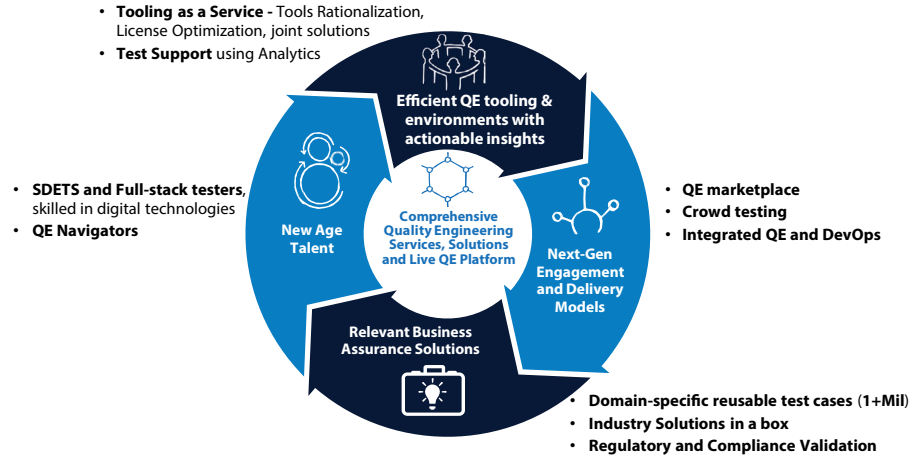 • Tooling as a Service - Tools Rationalization,
License Optimization, joint solutions
• Test Support using Analytics
Efficient QE tooling &
environments with
actionable insights
• SDETS and Full-stack testers,
skilled in digital technologies
• QE Navigators
New Age
Talent
Comprehensive
Quality Engineering
Services, Solutions
and Live QE Platform
Next-Gen
Engagement
and Delivery
Models
• QE marketplace
• Crowd testing
• Integrated QE and DevOps
Relevant Business
Assurance Solutions
• Domain-specific reusable test cases (1+Mil)
• Industry Solutions in a box
• Regulatory and Compliance Validation